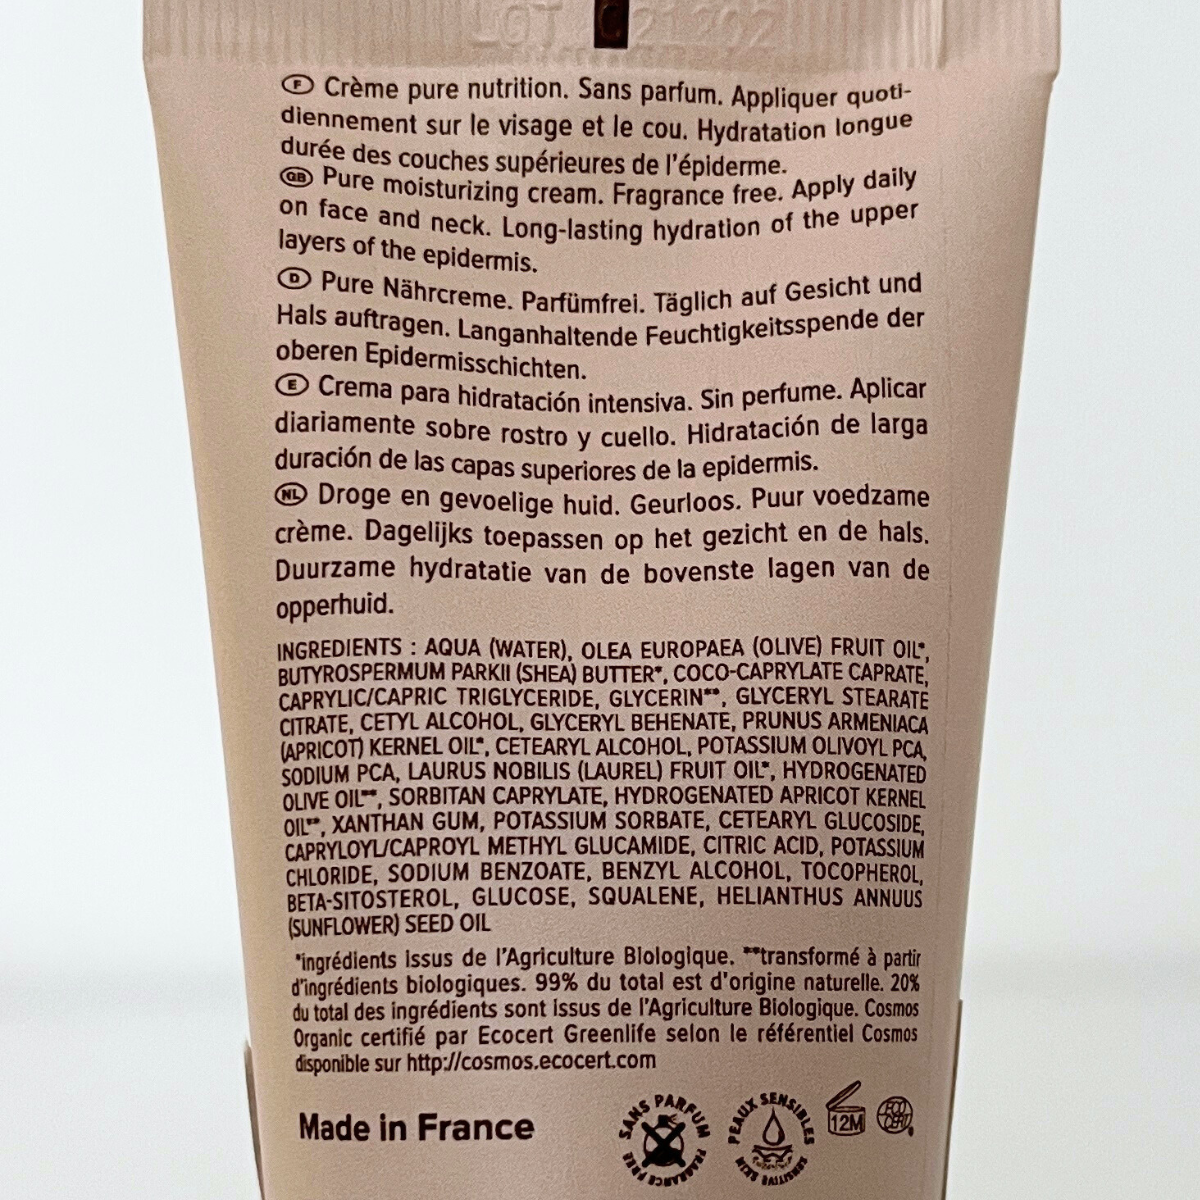 LOT C21202
F Crème pure nutrition. Sans parfum. Appliquer quoti-
diennement sur le visage et le cou. Hydratation longue
durée des couches supérieures de l'épiderme.
GB Pure moisturizing cream. Fragrance free. Apply daily
on face and neck. Long-lasting hydration of the upper
layers of the epidermis.
D Pure Nährcreme. Parfümfrei. Täglich auf Gesicht und
Hals auftragen. Langanhaltende Feuchtigkeitsspende der
oberen Epidermisschichten.
E Crema para hidratación intensiva. Sin perfume. Aplicar
diariamente sobre rostro y cuello. Hidratación de larga
duración de las capas superiores de la epidermis.
NL Droge en gevoelige huid. Geurloos. Puur voedzame
crème. Dagelijks toepassen op het gezicht en de hals.
Duurzame hydratatie van de bovenste lagen van de
opperhuid.
INGREDIENTS : AQUA (WATER), OLEA EUROPAEA (OLIVE) FRUIT OIL*,
BUTYROSPERMUM PARKII (SHEA) BUTTER*, COCO-CAPRYLATE CAPRATE,
CAPRYLIC/CAPRIC TRIGLYCERIDE, GLYCERIN**, GLYCERYL STEARATE
CITRATE, CETYL ALCOHOL, GLYCERYL BEHENATE, PRUNUS ARMENIACA
(APRICOT) KERNEL OIL*, CETEARYL ALCOHOL, POTASSIUM OLIVOYL PCA,
SODIUM PCA, LAURUS NOBILIS (LAUREL) FRUIT OIL*, HYDROGENATED
OLIVE OIL**, SORBITAN CAPRYLATE, HYDROGENATED APRICOT KERNEL
OIL**, XANTHAN GUM, POTASSIUM SORBATE, CETEARYL GLUCOSIDE,
CAPRYLOYL/CAPROYL METHYL GLUCAMIDE, CITRIC ACID, POTASSIUM
CHLORIDE, SODIUM BENZOATE, BENZYL ALCOHOL, TOCOPHEROL,
BETA-SITOSTEROL, GLUCOSE, SQUALENE, HELIANTHUS ANNUUS
(SUNFLOWER) SEED OIL
*ingrédients issus de l'Agriculture Biologique. **transformé à partir
d'ingrédients biologiques. 99% du total est d'origine naturelle. 20%
du total des ingrédients sont issus de l'Agriculture Biologique. Cosmos
Organic certifié par Ecocert Greenlife selon le référentiel Cosmos
disponible sur http://cosmos.ecocert.com
Made in France
SANS PARFUM FRAGRANCE FREE
PEAUX SENSIBLES SENSITIVE SKIN
12M
ECOCERT